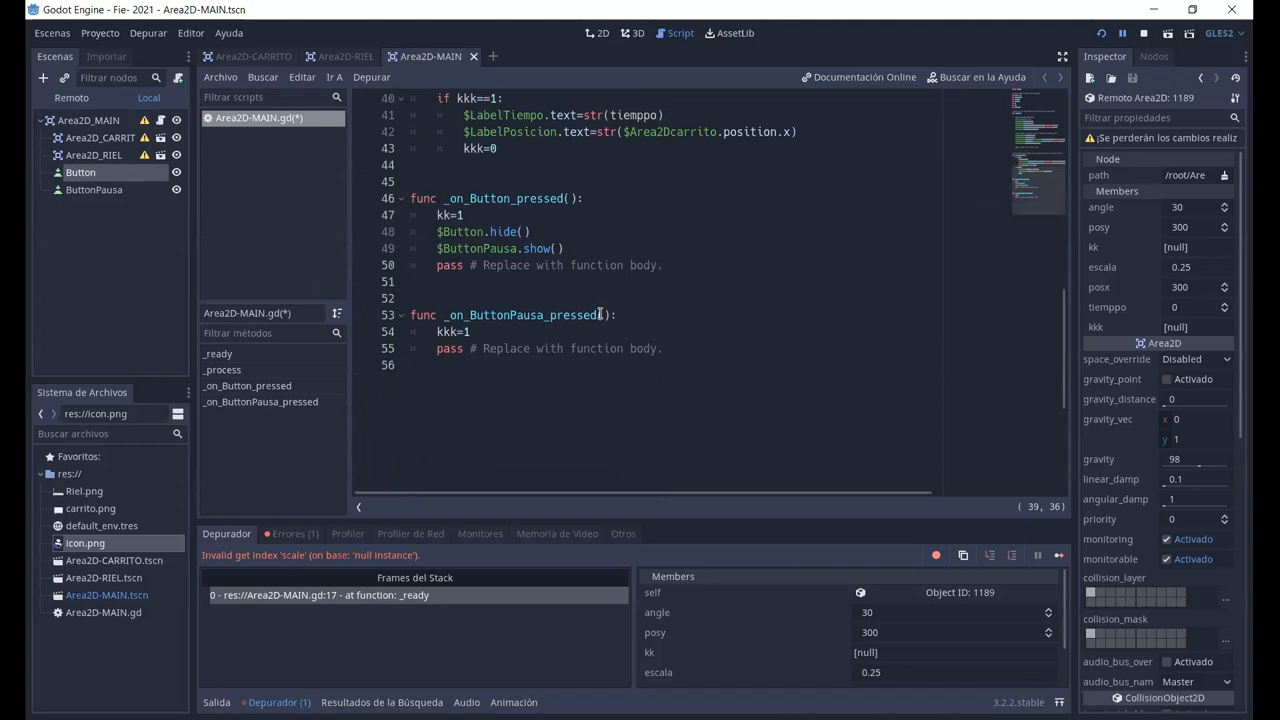 Godot Engine - Fie- 2021 - Area2D-MAIN.tscn
Escenas Proyecto Depurar Editor Ayuda
2D 3D Script AssetLib
GLES2
Escenas Importar
Filtrar nodos
Remoto Local
Area2D_MAIN
Area2D_CARRIT
Area2D_RIEL
Button
ButtonPausa
Sistema de Archivos
res://icon.png
Buscar archivos
Favoritos:
res://
Riel.png
carrito.png
default_env.tres
icon.png
Area2D-CARRITO.tscn
Area2D-RIEL.tscn
Area2D-MAIN.tscn
Area2D-MAIN.gd
Area2D-CARRITO Area2D-RIEL Area2D-MAIN
Archivo Buscar Editar Ir A Depurar
Documentación Online Buscar en la Ayuda
Filtrar scripts
Area2D-MAIN.gd(*)
Area2D-MAIN.gd(*)
Filtrar métodos
_ready
_process
_on_Button_pressed
_on_ButtonPausa_pressed
40 if kkk==1:
41 $LabelTiempo.text=str(tiemppo)
42 $LabelPosicion.text=str($Area2Dcarrito.position.x)
43 kkk=0
44
45
46 func _on_Button_pressed():
47 kk=1
48 $Button.hide()
49 $ButtonPausa.show()
50 pass # Replace with function body.
51
52
53 func _on_ButtonPausa_pressed():
54 kkk=1
55 pass # Replace with function body.
56
( 39, 36)
Depurador Errores (1) Profiler Profiler de Red Monitores Memoria de Video Otros
Invalid get index 'scale' (on base: 'null instance').
Frames del Stack
0 - res://Area2D-MAIN.gd:17 - at function: _ready
Members
self Object ID: 1189
angle 30
posy 300
kk [null]
escala 0.25
Salida Depurador (1) Resultados de la Búsqueda Audio Animación
3.2.2.stable
Inspector Nodos
Remoto Area2D: 1189
Filtrar propiedades
¡Se perderán los cambios realiz
Node
path /root/Are
Members
angle 30
posy 300
kk [null]
escala 0.25
posx 300
tiemppo 0
kkk [null]
Area2D
space_override Disabled
gravity_point Activado
gravity_distance 0
gravity_vec x 0
y 1
gravity 98
linear_damp 0.1
angular_damp 1
priority 0
monitoring Activado
monitorable Activado
collision_layer
...
collision_mask
...
audio_bus_over Activado
audio_bus_nam Master
CollisionObject2D